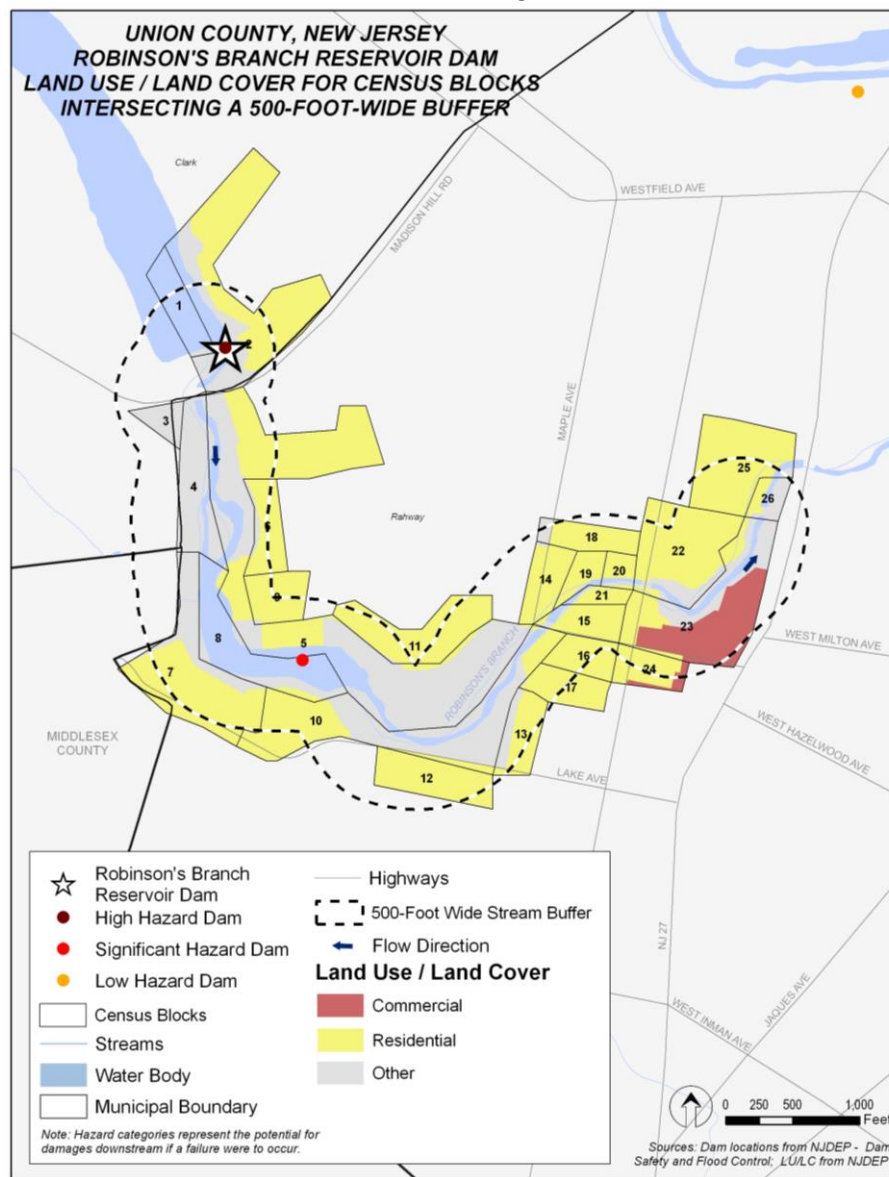 UNION COUNTY, NEW JERSEY
ROBINSON'S BRANCH RESERVOIR DAM
LAND USE / LAND COVER FOR CENSUS BLOCKS
INTERSECTING A 500-FOOT-WIDE BUFFER
Clark
MADISON HILL RD
WESTFIELD AVE
1
2
3
4
MAPLE AVE
Rahway
25
26
18
22
14
19
20
21
15
23
9
5
11
8
7
10
ROBINSON'S BRANCH
16
24
17
13
12
WEST MILTON AVE
WEST HAZELWOOD AVE
MIDDLESEX
COUNTY
LAKE AVE
NJ 27
JAQUES AVE
WEST INMAN AVE
Robinson's Branch
Reservoir Dam
High Hazard Dam
Significant Hazard Dam
Low Hazard Dam
Census Blocks
Streams
Water Body
Municipal Boundary
Note: Hazard categories represent the potential for
damages downstream if a failure were to occur.
Highways
500-Foot Wide Stream Buffer
Flow Direction
Land Use / Land Cover
Commercial
Residential
Other
0 250 500 1,000
Feet
Sources: Dam locations from NJDEP - Dam
Safety and Flood Control; LU/LC from NJDEP